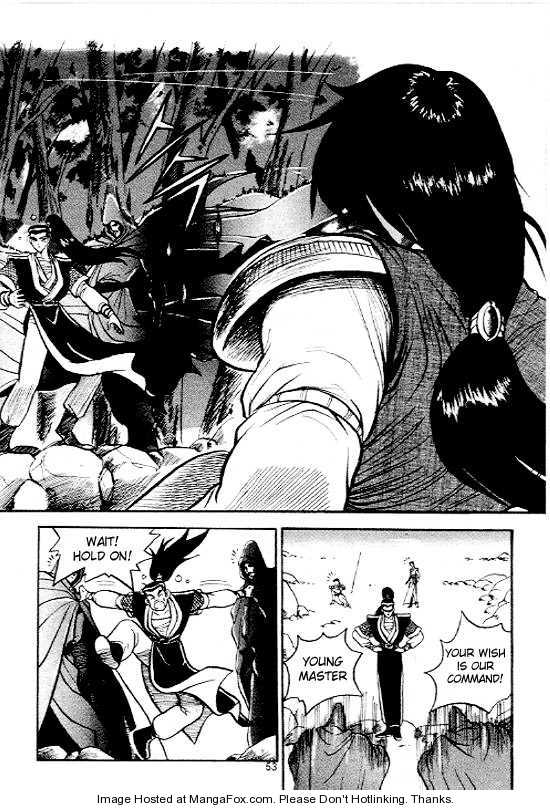 WAIT!
HOLD ON!
YOUNG
MASTER
YOUR WISH
IS OUR
COMMAND!
53
Image Hosted at MangaFox.com. Please Don't Hotlinking. Thanks.